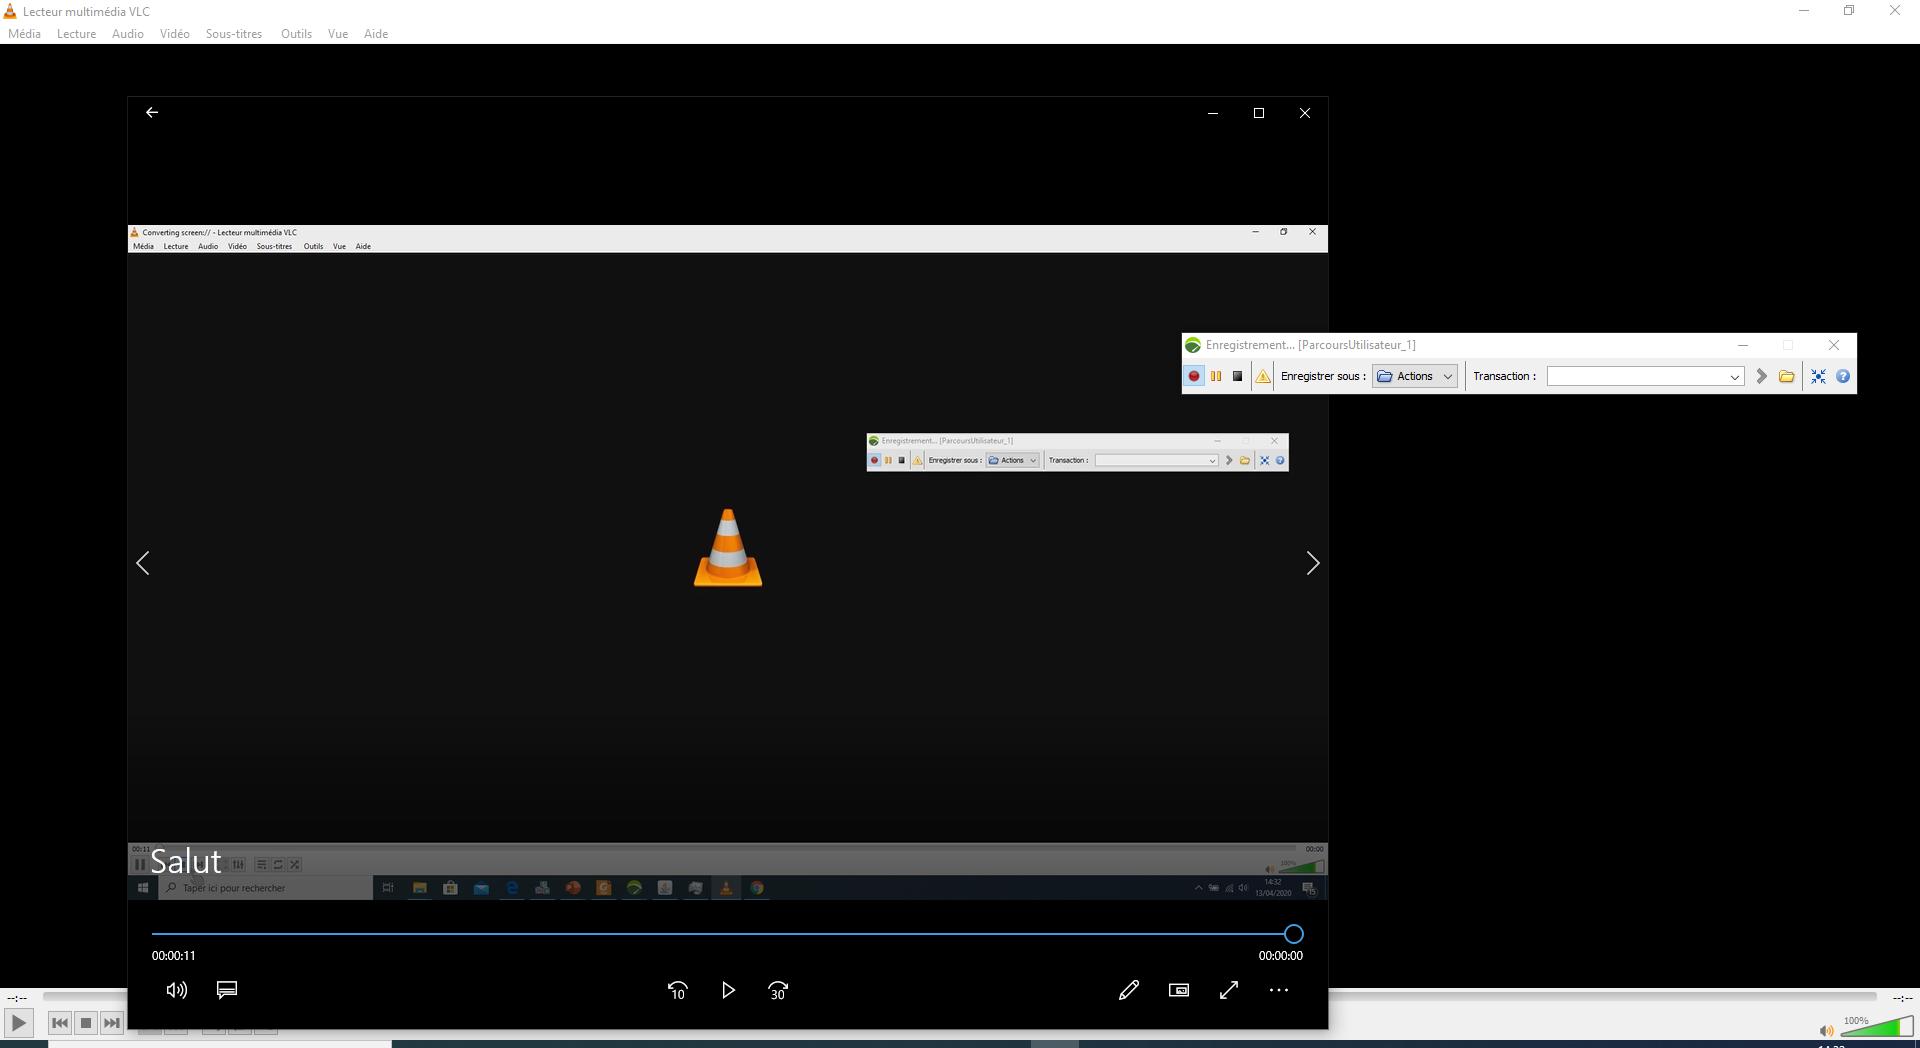 Lecteur multimédia VLC
Média Lecture Audio Vidéo Sous-titres Outils Vue Aide
Converting screen:// - Lecteur multimédia VLC
Média Lecture Audio Vidéo Sous-titres Outils Vue Aide
Enregistrement... [ParcoursUtilisateur_1]
Enregistrer sous : Actions Transaction :
Enregistrement... [ParcoursUtilisateur_1]
Enregistrer sous : Actions Transaction :
00:11 00:00
Salut
100%
Taper ici pour rechercher
14:32
13/04/2020
00:00:11 00:00:00
10 30
--:-- --:--
100%